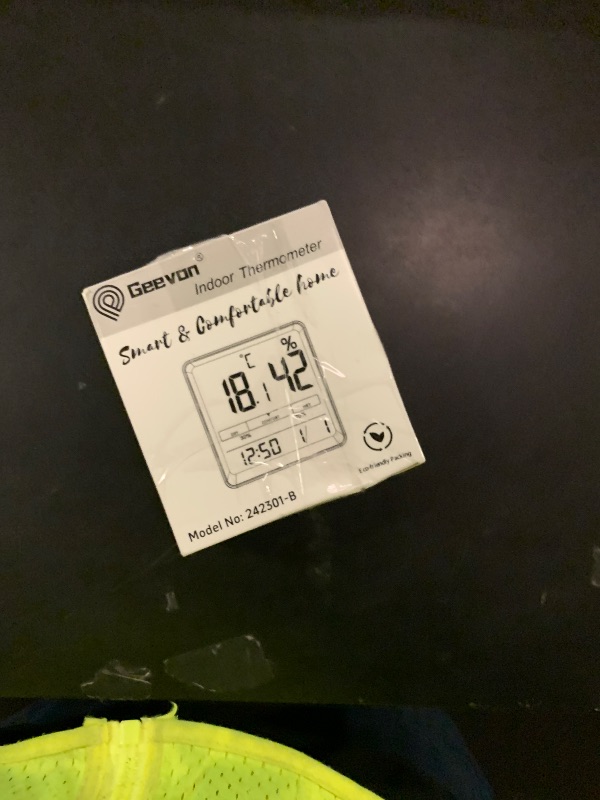 Geevon®
Indoor Thermometer
Smart & Comfortable home
°C
%
18.1
42
12:50
1/ 1
Eco-friendly Packing
Model No: 242301-B